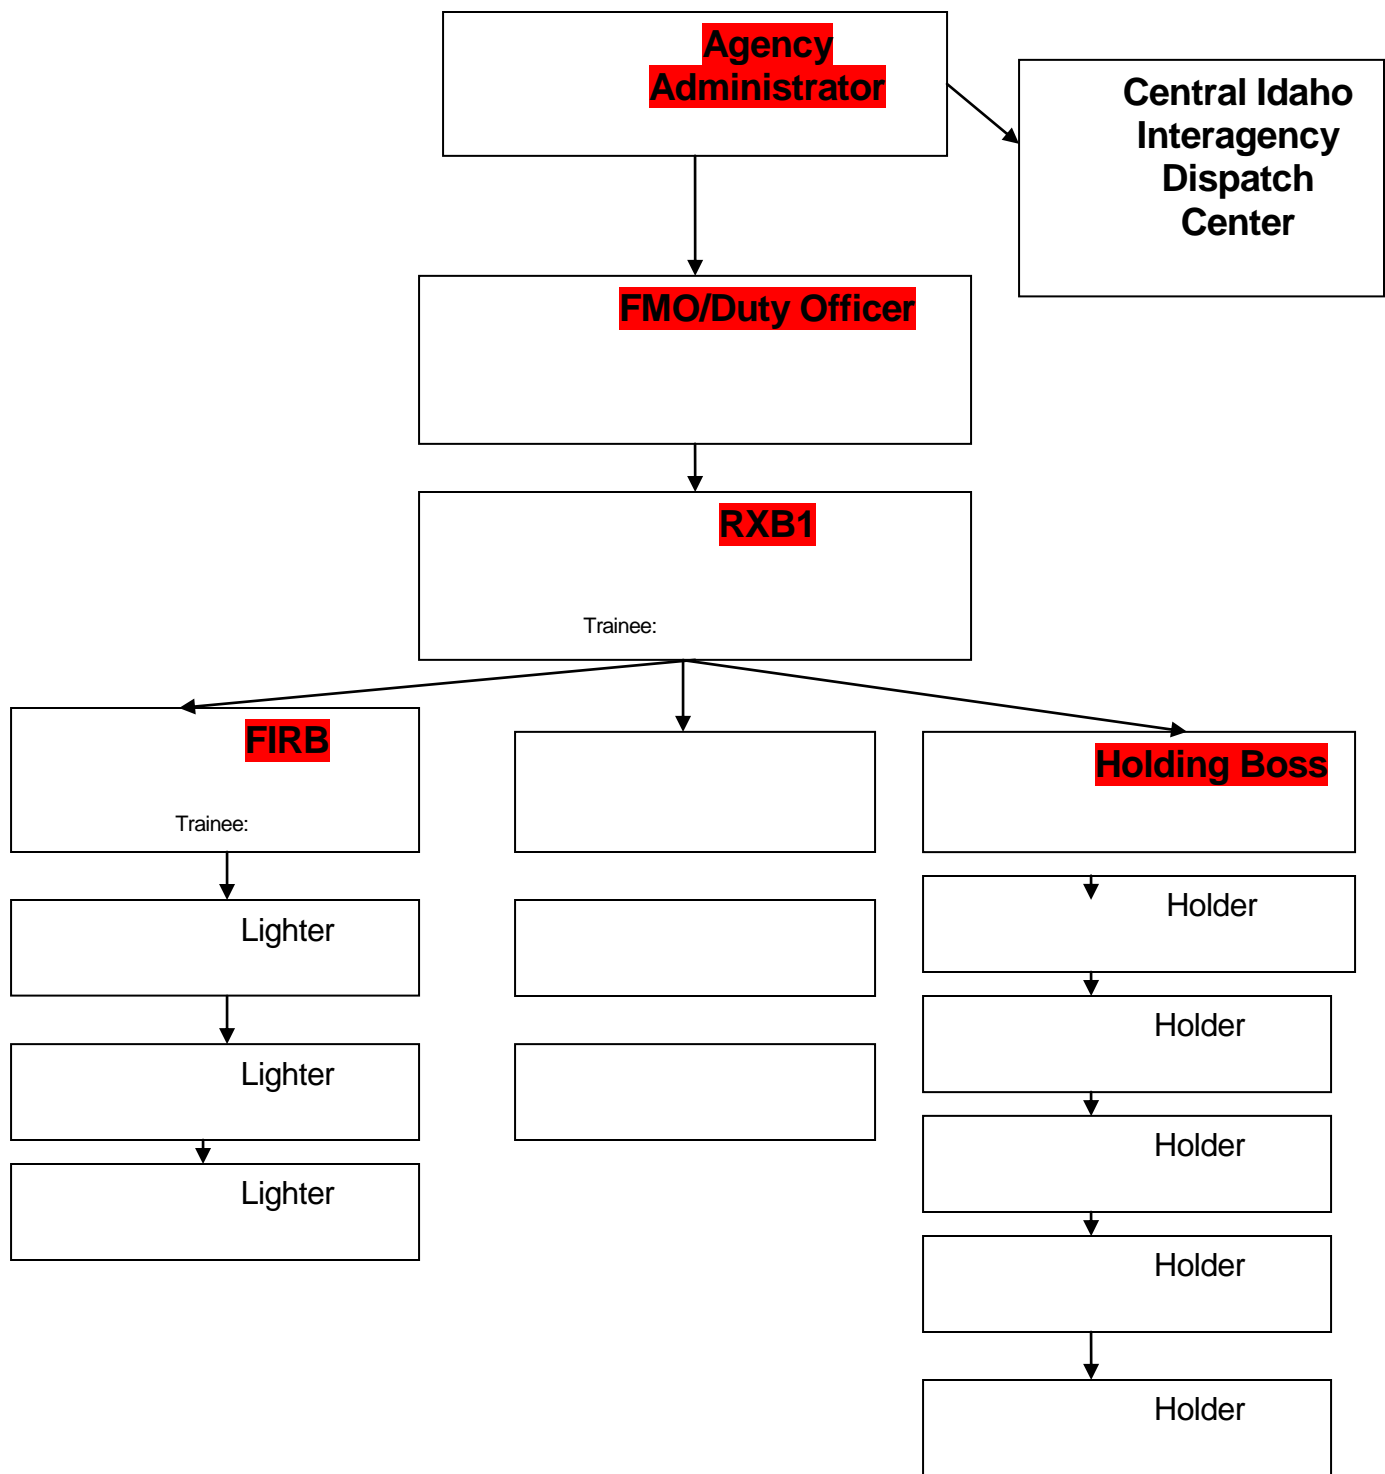 Agency
Administrator
Central Idaho
Interagency
Dispatch
Center
FMO/Duty Officer
RXB1
Trainee:
FIRB
Trainee:
Holding Boss
Lighter
Lighter
Lighter
Holder
Holder
Holder
Holder
Holder